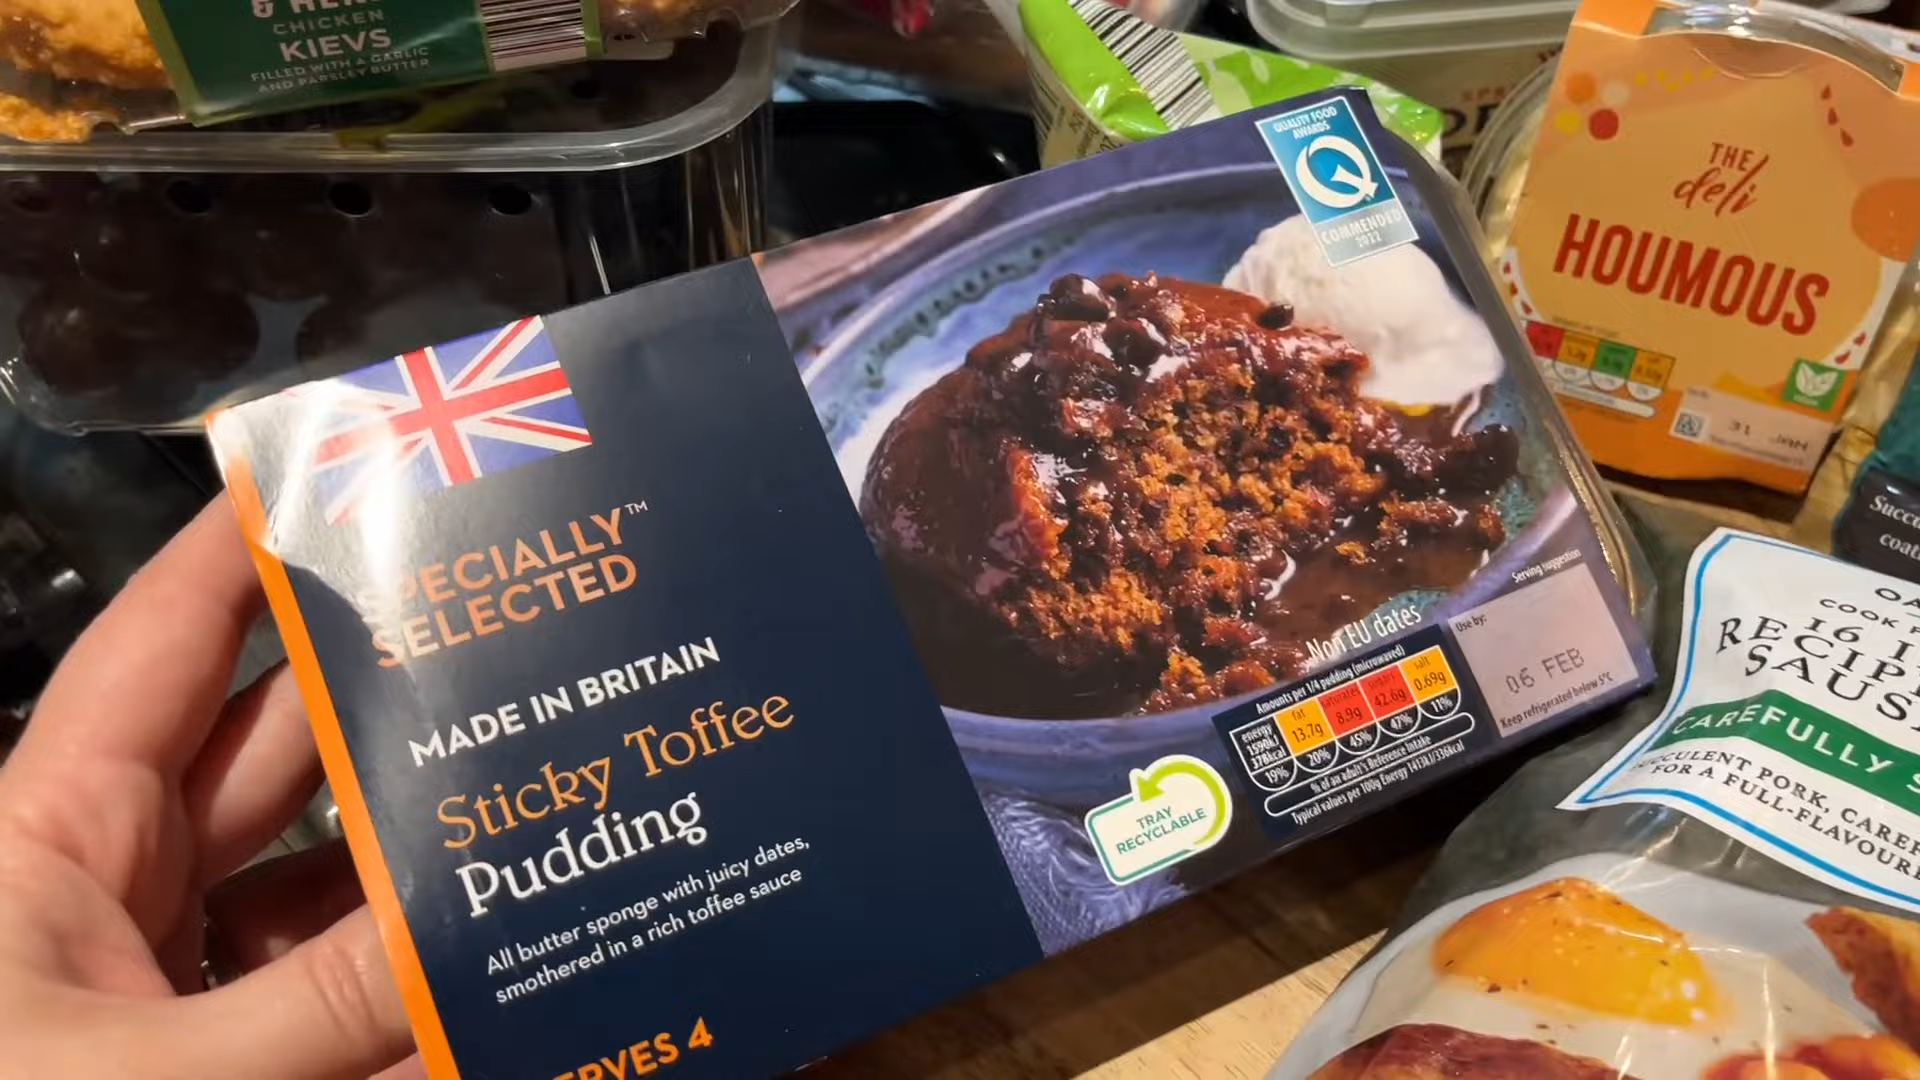 CHICKEN
KIEVS
FILLED WITH A GARLIC
AND PARSLEY BUTTER
QUALITY FOOD
AWARDS
Q
COMMENDED
2022
THE
deli
HOUMOUS
31 JAN
SPECIALLY™
SELECTED
MADE IN BRITAIN
Sticky Toffee
Pudding
All butter sponge with juicy dates,
smothered in a rich toffee sauce
SERVES 4
Serving suggestion
Non EU dates
Amounts per 1/4 pudding (microwaved)
energy
1590kJ
378kcal
19%
fat
13.7g
20%
saturates
8.9g
45%
sugars
42.6g
47%
salt
0.69g
11%
% of an adult's Reference Intake
Typical values per 100g Energy 1413kJ/336kcal
Use by:
06 FEB
Keep refrigerated below 5°C
TRAY
RECYCLABLE
COOK
16
CAREFULLY
SUCCULENT PORK,
FOR A FULL-